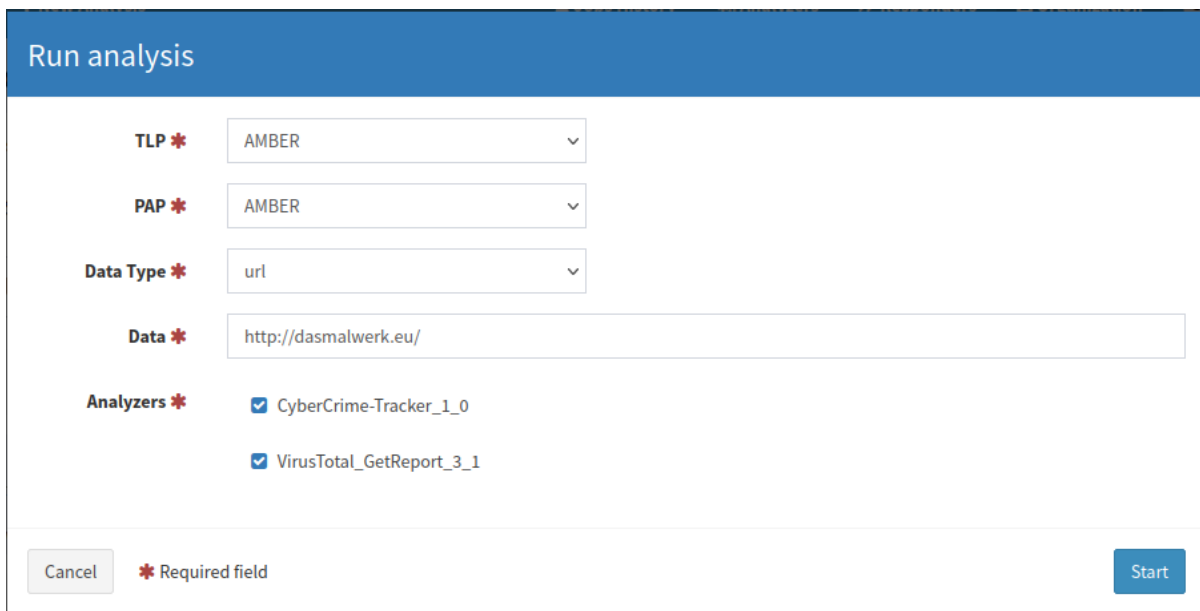 Run analysis
TLP ✱ AMBER
PAP ✱ AMBER
Data Type ✱ url
Data ✱ http://dasmalwerk.eu/
Analyzers ✱ CyberCrime-Tracker_1_0
VirusTotal_GetReport_3_1
Cancel ✱ Required field Start